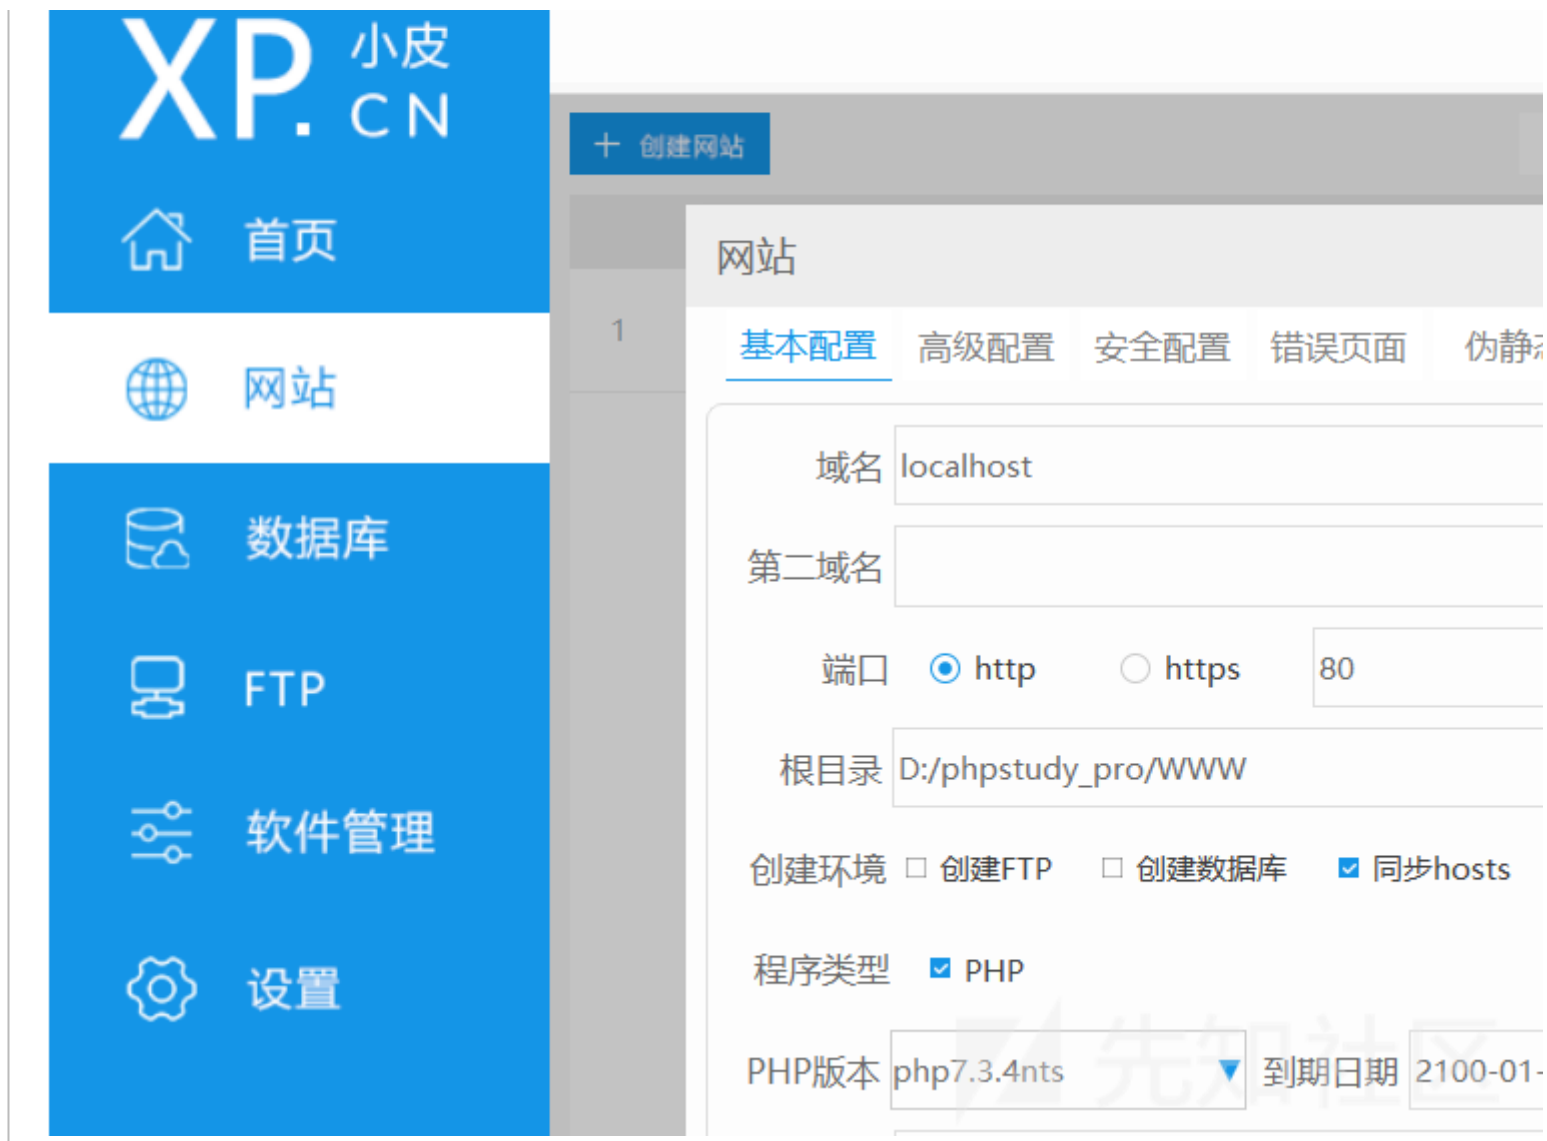 XP. 小皮
CN
首页
网站
数据库
FTP
软件管理
设置
创建网站
1
网站
基本配置 高级配置 安全配置 错误页面 伪静
域名 localhost
第二域名
端口 http https 80
根目录 D:/phpstudy_pro/WWW
创建环境 创建FTP 创建数据库 同步hosts
程序类型 PHP
PHP版本 php7.3.4nts 到期日期 2100-01-
先知社区